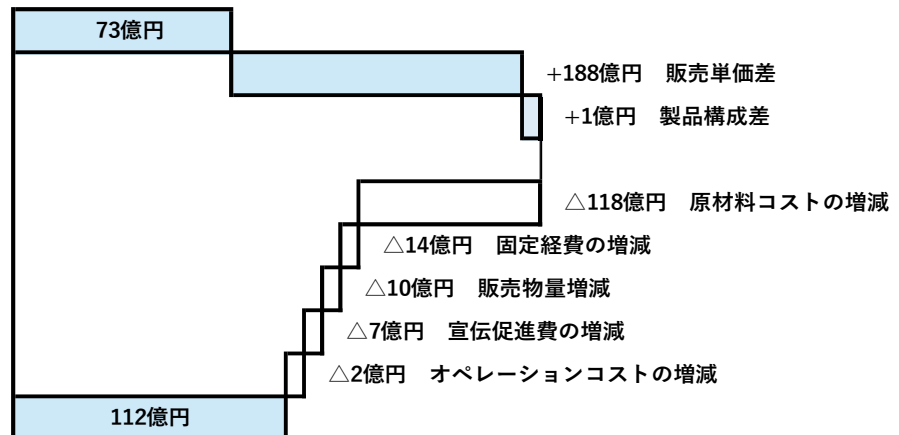 73億円
+188億円 販売単価差
+1億円 製品構成差
△118億円 原材料コストの増減
△14億円 固定経費の増減
△10億円 販売物量増減
△7億円 宣伝促進費の増減
△2億円 オペレーションコストの増減
112億円